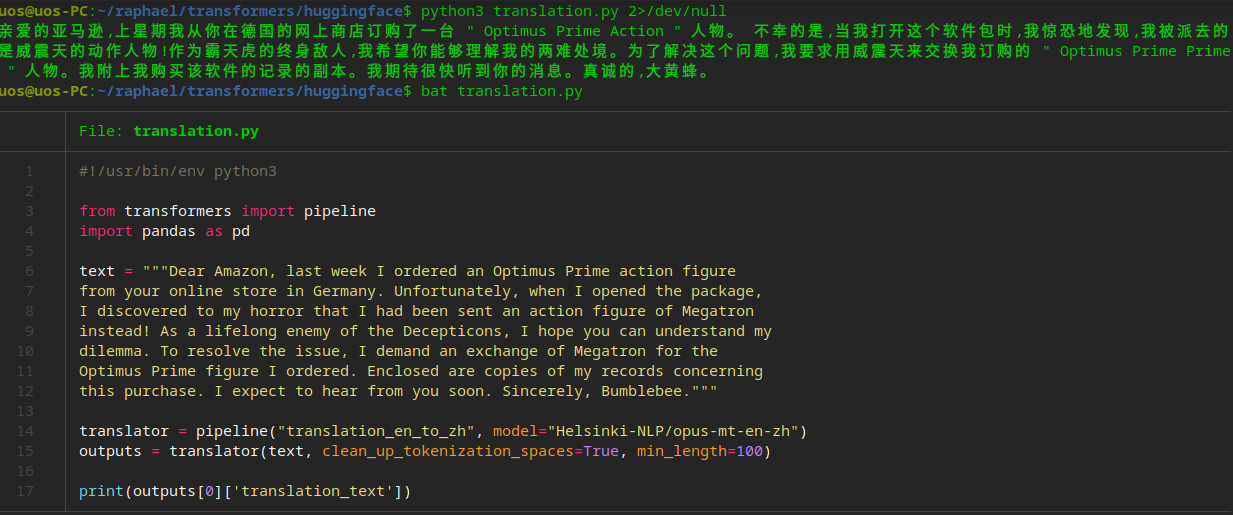 uos@uos-PC:~/raphael/transformers/huggingface$ python3 translation.py 2>/dev/null
亲爱的亚马逊,上星期我从你在德国的网上商店订购了一台 " Optimus Prime Action " 人物。 不幸的是,当我打开这个软件包时,我惊恐地发现,我被派去的
是威震天的动作人物!作为霸天虎的终身敌人,我希望你能够理解我的两难处境。为了解决这个问题,我要求用威震天来交换我订购的 " Optimus Prime Prime
" 人物。我附上我购买该软件的记录的副本。我期待很快听到你的消息。真诚的,大黄蜂。
uos@uos-PC:~/raphael/transformers/huggingface$ bat translation.py
File: translation.py
1 #!/usr/bin/env python3
2
3 from transformers import pipeline
4 import pandas as pd
5
6 text = """Dear Amazon, last week I ordered an Optimus Prime action figure
7 from your online store in Germany. Unfortunately, when I opened the package,
8 I discovered to my horror that I had been sent an action figure of Megatron
9 instead! As a lifelong enemy of the Decepticons, I hope you can understand my
10 dilemma. To resolve the issue, I demand an exchange of Megatron for the
11 Optimus Prime figure I ordered. Enclosed are copies of my records concerning
12 this purchase. I expect to hear from you soon. Sincerely, Bumblebee."""
13
14 translator = pipeline("translation_en_to_zh", model="Helsinki-NLP/opus-mt-en-zh")
15 outputs = translator(text, clean_up_tokenization_spaces=True, min_length=100)
16
17 print(outputs[0]['translation_text'])